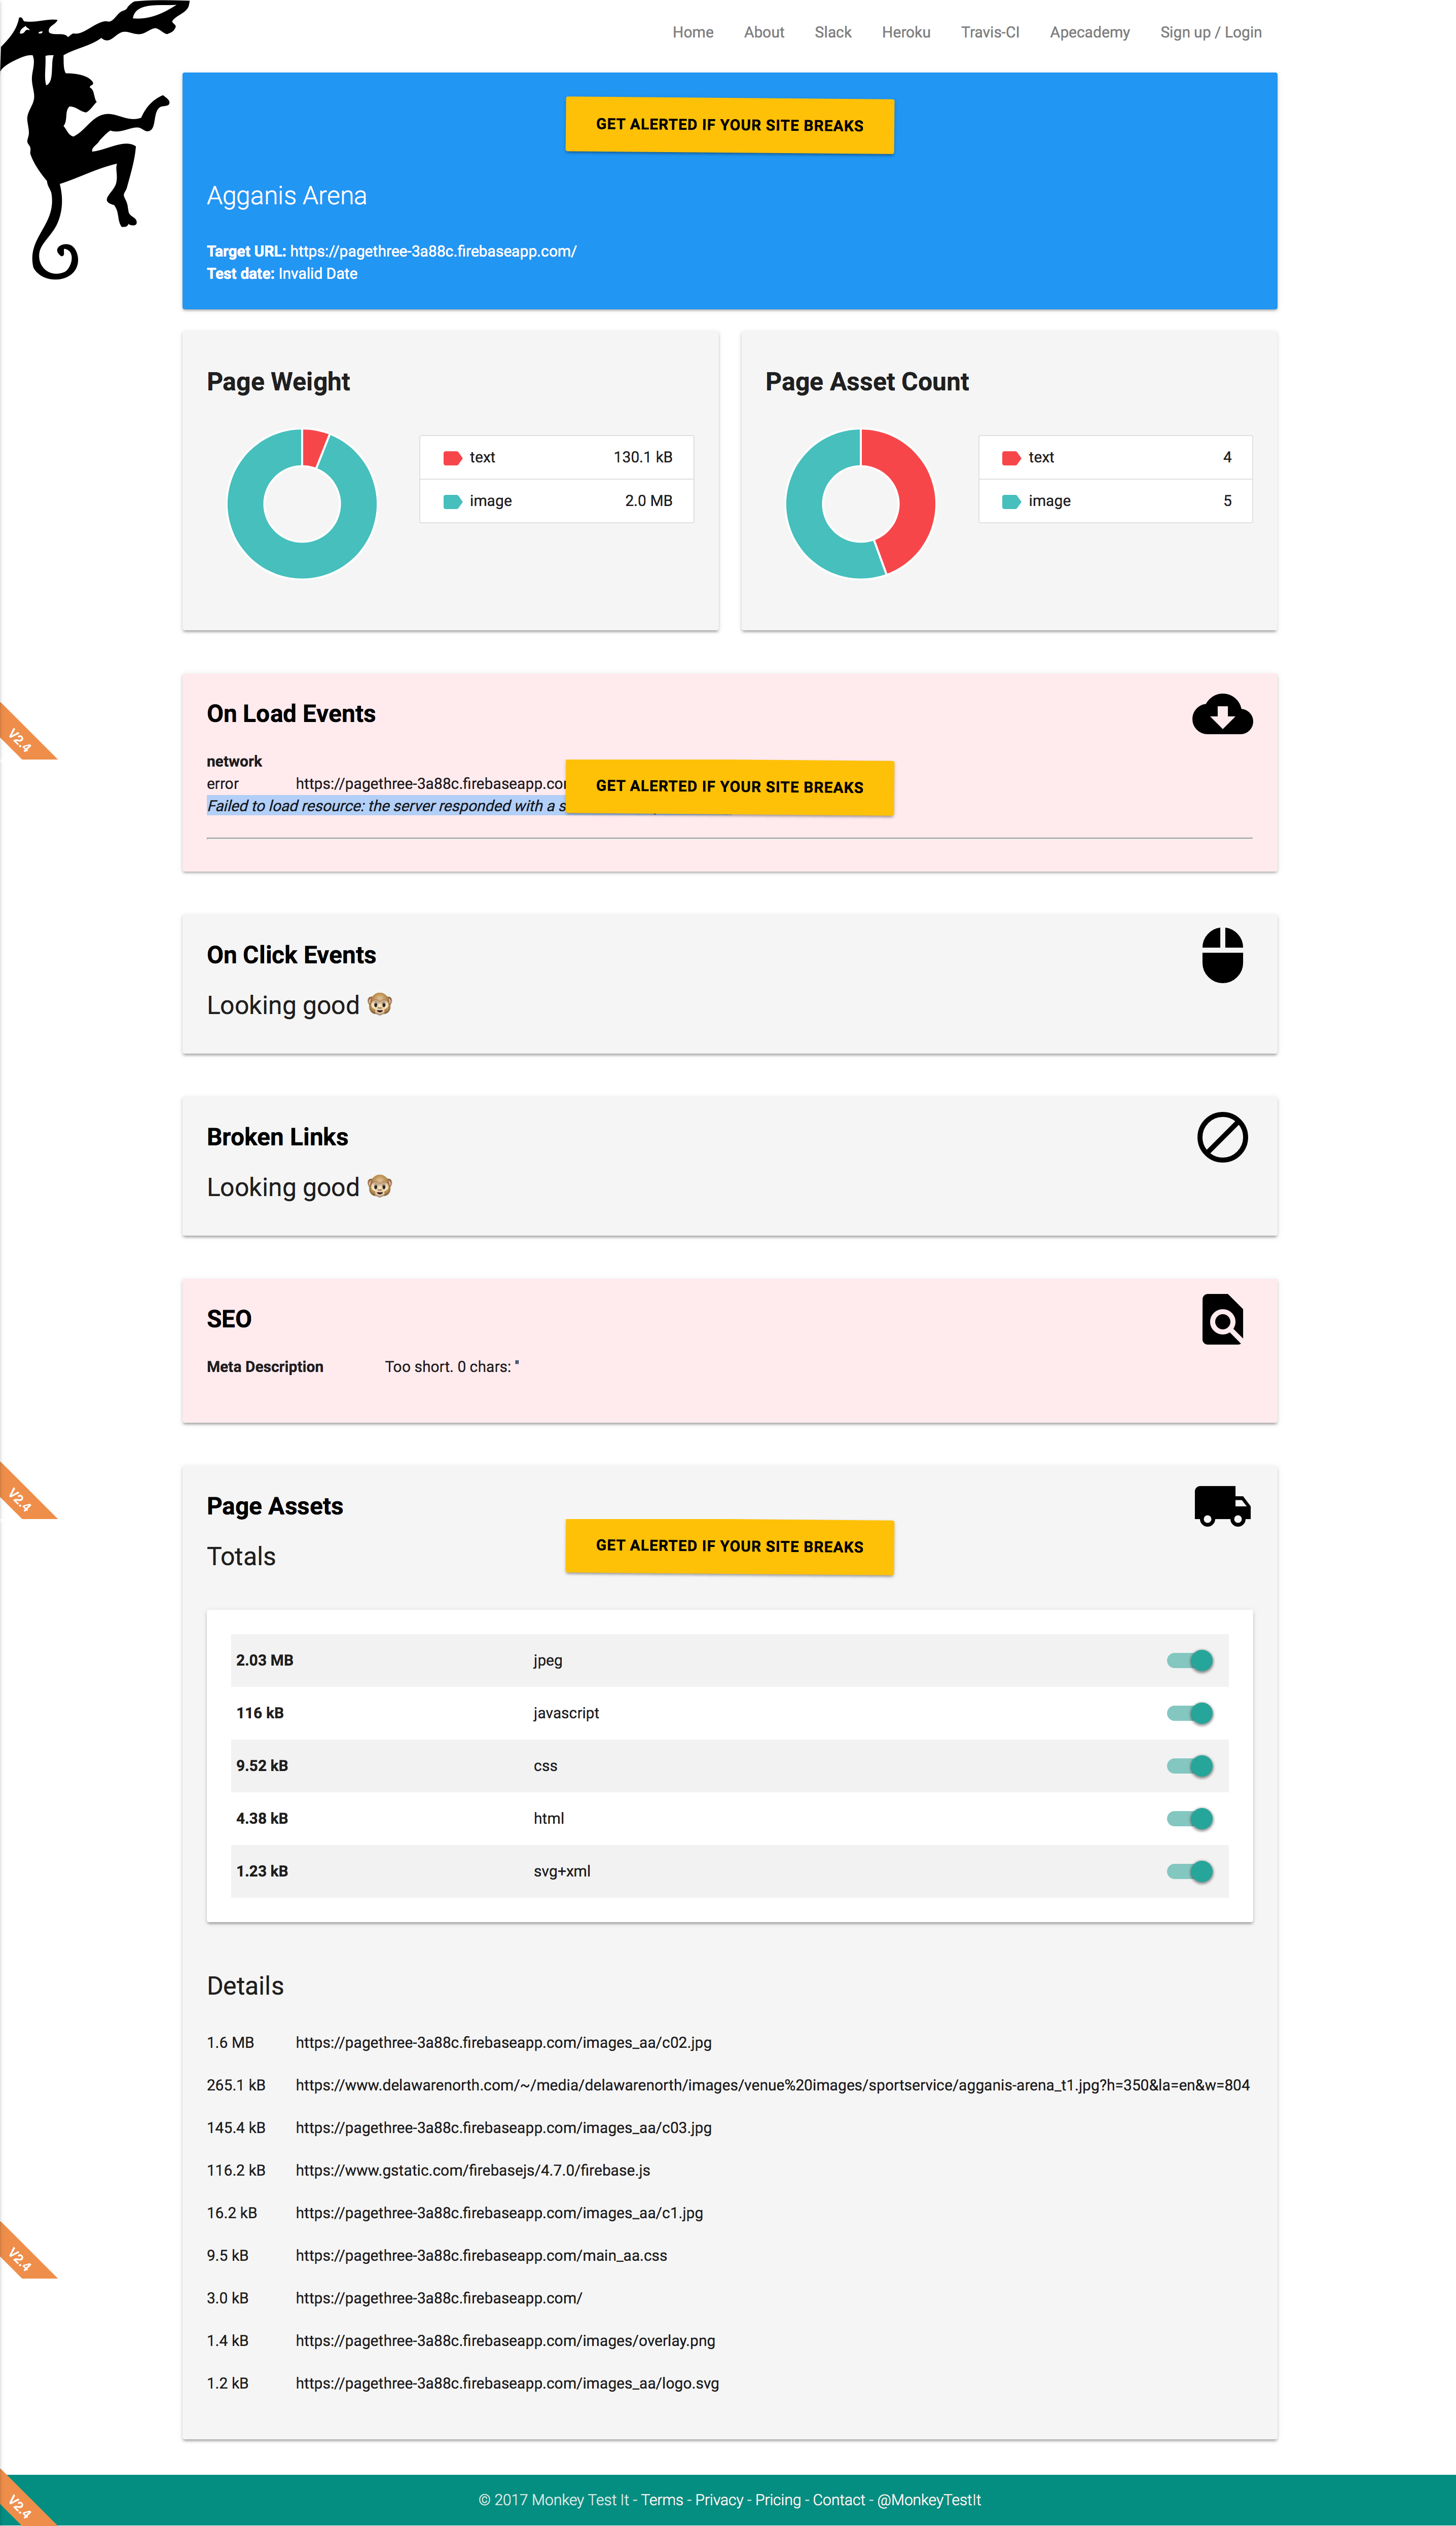 Home About Slack Heroku Travis-CI Apecademy Sign up / Login
GET ALERTED IF YOUR SITE BREAKS
Agganis Arena
Target URL: https://pagethree-3a88c.firebaseapp.com/
Test date: Invalid Date
Page Weight
text 130.1 kB
image 2.0 MB
Page Asset Count
text 4
image 5
V2.4
On Load Events
network
error https://pagethree-3a88c.firebaseapp.co
GET ALERTED IF YOUR SITE BREAKS
Failed to load resource: the server responded with a
On Click Events
Looking good 🐵
Broken Links
Looking good 🐵
SEO
Meta Description Too short. 0 chars: ''
V2.4
Page Assets
GET ALERTED IF YOUR SITE BREAKS
Totals
2.03 MB jpeg
116 kB javascript
9.52 kB css
4.38 kB html
1.23 kB svg+xml
Details
1.6 MB https://pagethree-3a88c.firebaseapp.com/images_aa/c02.jpg
265.1 kB https://www.delawarenorth.com/~/media/delawarenorth/images/venue%20images/sportservice/agganis-arena_t1.jpg?h=350&la=en&w=804
145.4 kB https://pagethree-3a88c.firebaseapp.com/images_aa/c03.jpg
116.2 kB https://www.gstatic.com/firebasejs/4.7.0/firebase.js
16.2 kB https://pagethree-3a88c.firebaseapp.com/images_aa/c1.jpg
9.5 kB https://pagethree-3a88c.firebaseapp.com/main_aa.css
V2.4
3.0 kB https://pagethree-3a88c.firebaseapp.com/
1.4 kB https://pagethree-3a88c.firebaseapp.com/images/overlay.png
1.2 kB https://pagethree-3a88c.firebaseapp.com/images_aa/logo.svg
V2.4
© 2017 Monkey Test It - Terms - Privacy - Pricing - Contact - @MonkeyTestIt